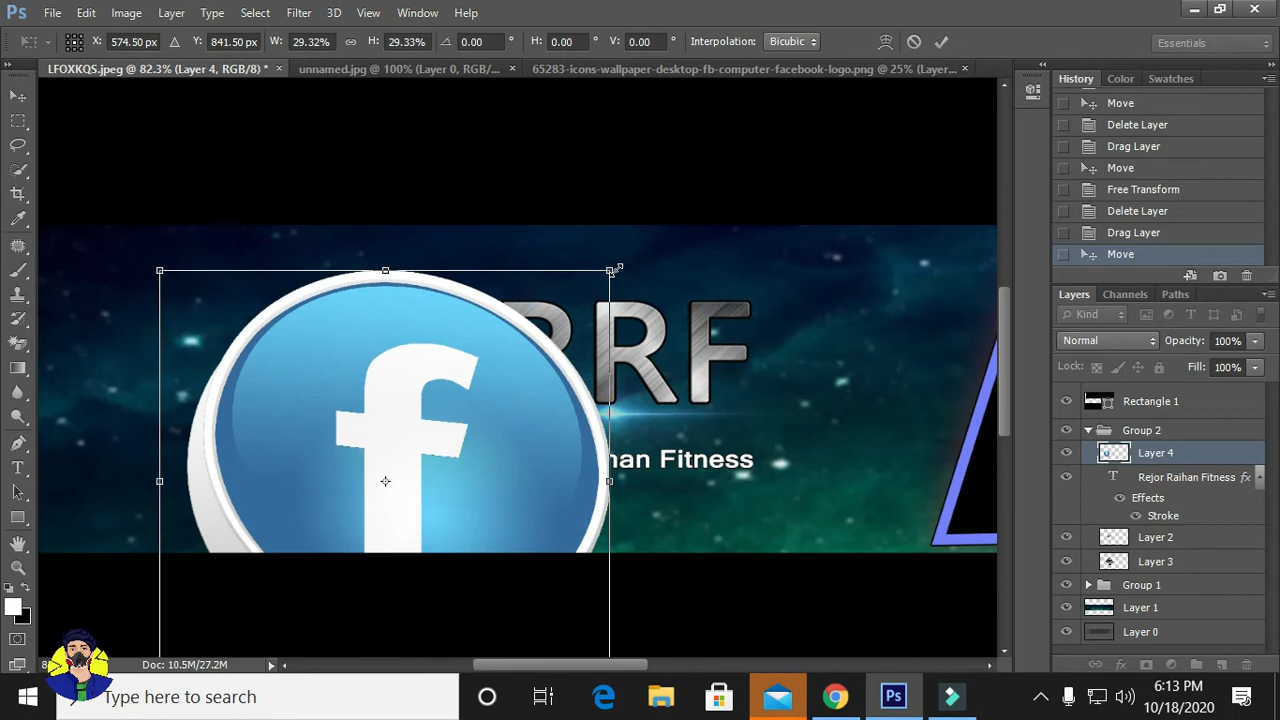 Ps File Edit Image Layer Type Select Filter 3D View Window Help
X: 574.50 px Y: 841.50 px W: 29.32% H: 29.33% 0.00 ° H: 0.00 ° V: 0.00 ° Interpolation: Bicubic Essentials
LFOXKQS.jpeg @ 82.3% (Layer 4, RGB/8) * × unnamed.jpg @ 100% (Layer 0, RGB/... × 65283-icons-wallpaper-desktop-fb-computer-facebook-logo.png @ 25% (Layer... ×
History Color Swatches
Move
Delete Layer
Drag Layer
Move
Free Transform
Delete Layer
Drag Layer
Move
Layers Channels Paths
Kind
Normal Opacity: 100%
Lock: Fill: 100%
Rectangle 1
Group 2
Layer 4
T Rejor Raihan Fitness fx
Effects
Stroke
Layer 2
Layer 3
Group 1
Layer 1
Layer 0
f
RRF
han Fitness
8 Doc: 10.5M/27.2M
Type here to search
Ps
6:13 PM
10/18/2020